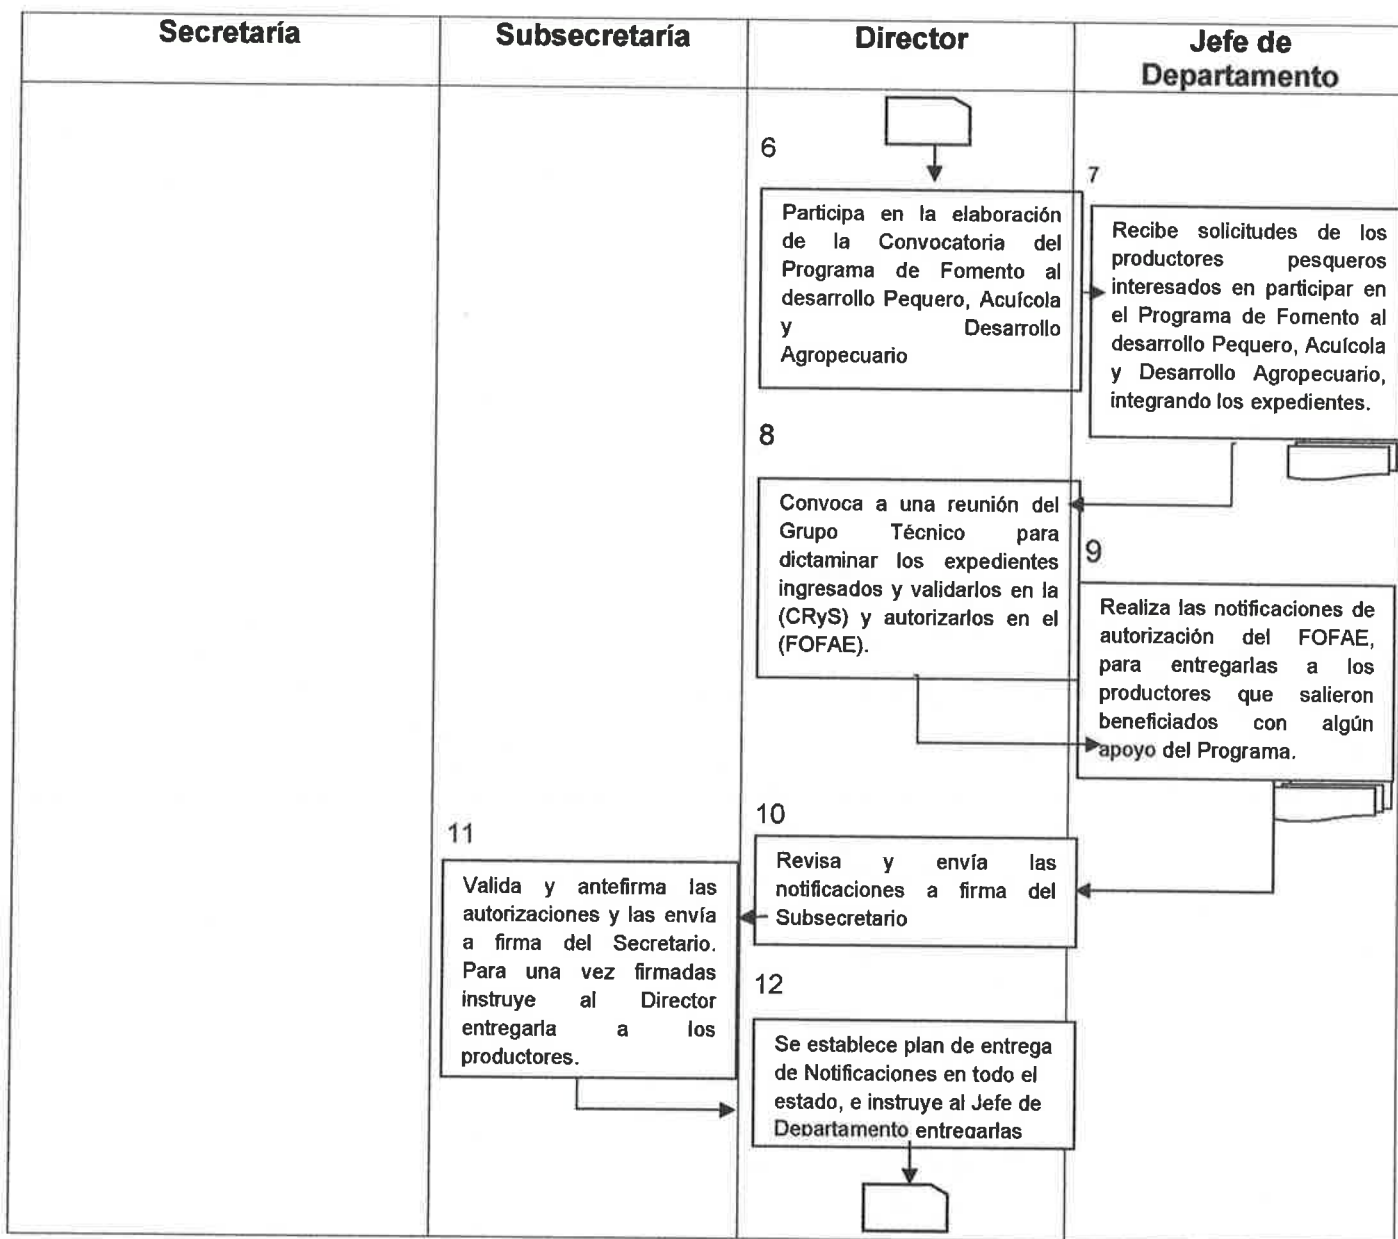 Secretaría
Subsecretaría
Director
Jefe de
Departamento
6
Participa en la elaboración
de la Convocatoria del
Programa de Fomento al
desarrollo Pequero, Acuícola
y Desarrollo
Agropecuario
7
Recibe solicitudes de los
productores pesqueros
interesados en participar en
el Programa de Fomento al
desarrollo Pequero, Acuícola
y Desarrollo Agropecuario,
integrando los expedientes.
8
Convoca a una reunión del
Grupo Técnico para
dictaminar los expedientes
ingresados y validarlos en la
(CRyS) y autorizarlos en el
(FOFAE).
9
Realiza las notificaciones de
autorización del FOFAE,
para entregarlas a los
productores que salieron
beneficiados con algún
apoyo del Programa.
10
Revisa y envía las
notificaciones a firma del
Subsecretario
11
Valida y antefirma las
autorizaciones y las envía
a firma del Secretario.
Para una vez firmadas
instruye al Director
entregarla a los
productores.
12
Se establece plan de entrega
de Notificaciones en todo el
estado, e instruye al Jefe de
Departamento entregarlas